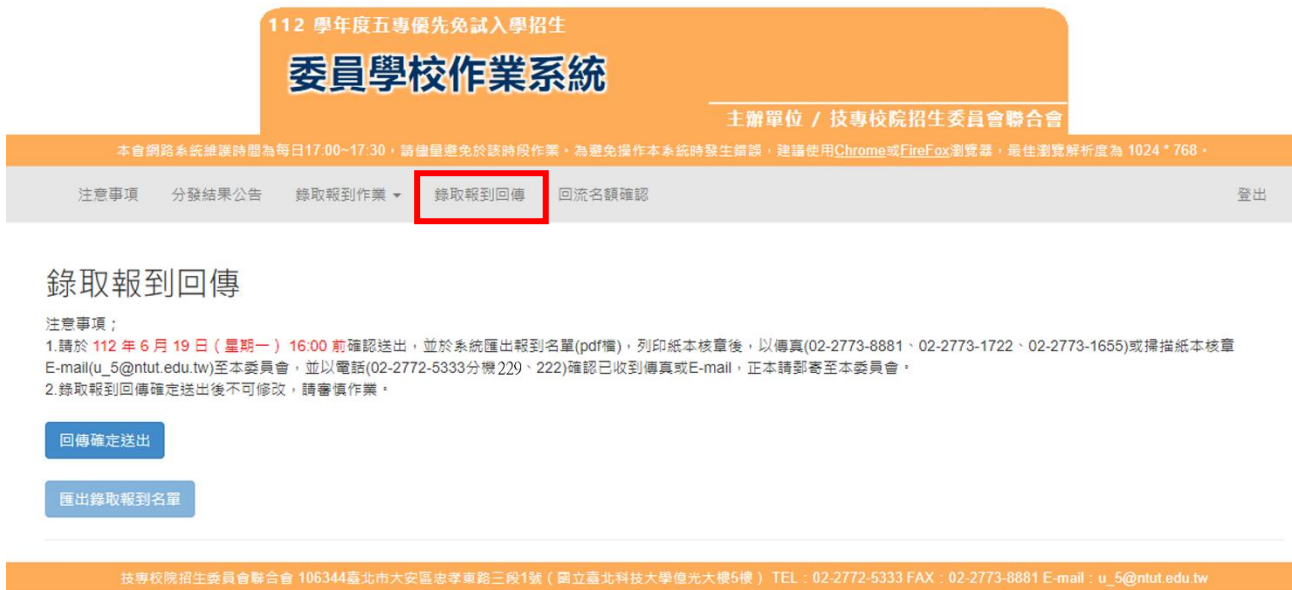 112 學年度五專優先免試入學招生
委員學校作業系統
主辦單位 / 技專校院招生委員會聯合會
本會網路系統維護時間為每日17:00~17:30，請儘量避免於該時段作業。為避免操作本系統時發生錯誤，建議使用Chrome或FireFox瀏覽器，最佳瀏覽解析度為 1024 * 768。
注意事項 分發結果公告 錄取報到作業 錄取報到回傳 回流名額確認 登出
錄取報到回傳
注意事項；
1.請於 112 年 6 月 19 日（星期一） 16:00 前確認送出，並於系統匯出報到名單(pdf檔)，列印紙本核章後，以傳真(02-2773-8881、02-2773-1722、02-2773-1655)或掃描紙本核章
E-mail(u_5@ntut.edu.tw)至本委員會，並以電話(02-2772-5333分機229、222)確認已收到傳真或E-mail，正本請郵寄至本委員會。
2.錄取報到回傳確定送出後不可修改，請審慎作業。
回傳確定送出
匯出錄取報到名單
技專校院招生委員會聯合會 106344臺北市大安區忠孝東路三段1號（國立臺北科技大學億光大樓5樓） TEL：02-2772-5333 FAX：02-2773-8881 E-mail：u_5@ntut.edu.tw